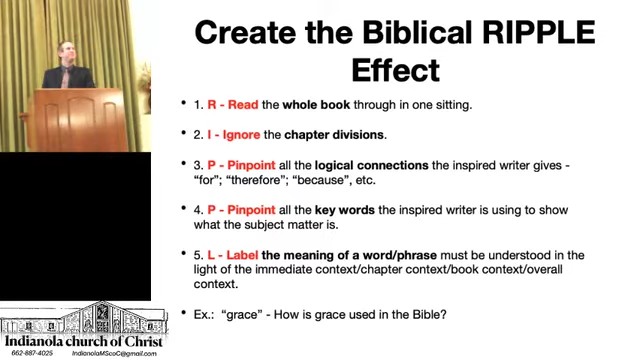 Create the Biblical RIPPLE
Effect
• 1. R - Read the whole book through in one sitting.
• 2. I - Ignore the chapter divisions.
• 3. P - Pinpoint all the logical connections the inspired writer gives -
“for”; “therefore”; “because”, etc.
• 4. P - Pinpoint all the key words the inspired writer is using to show
what the subject matter is.
• 5. L - Label the meaning of a word/phrase must be understood in the
light of the immediate context/chapter context/book context/overall
context.
• Ex.: “grace” - How is grace used in the Bible?
Indianola church of Christ
662-887-4025 IndianolaMScoC@gmail.com